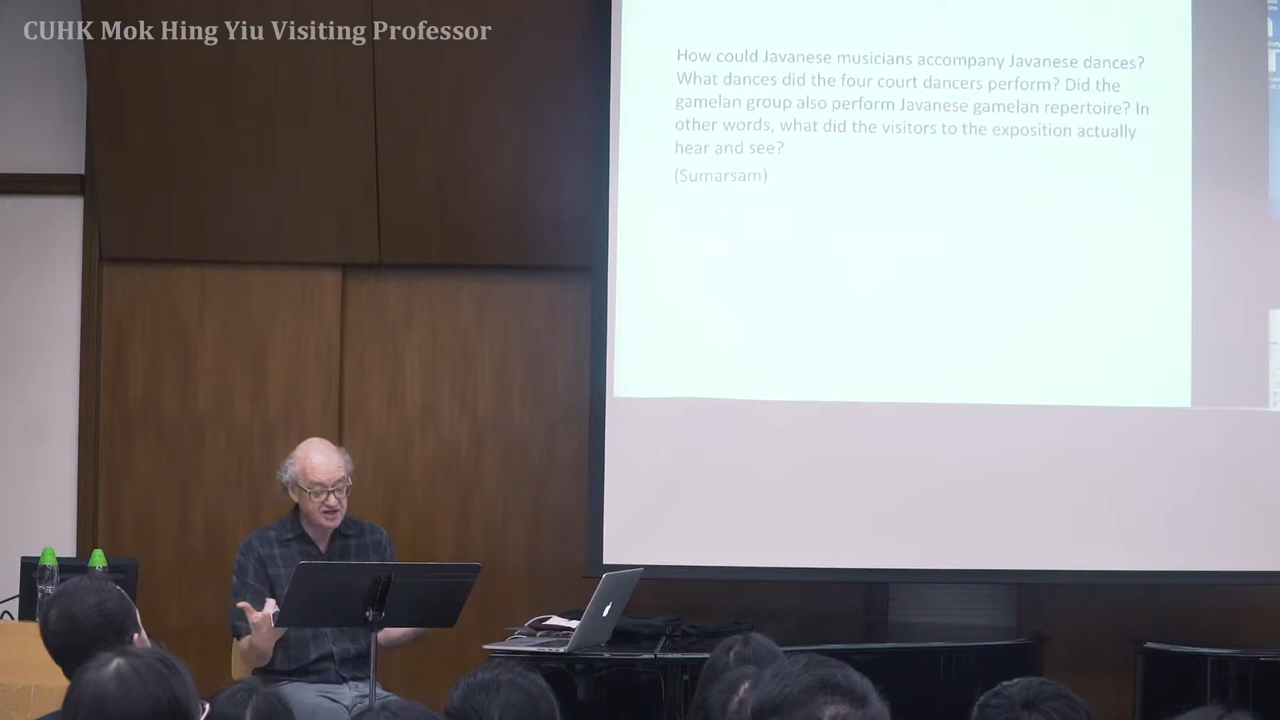 CUHK Mok Hing Yiu Visiting Professor
How could Javanese musicians accompany Javanese dances?
What dances did the four court dancers perform? Did the
gamelan group also perform Javanese gamelan repertoire? In
other words, what did the visitors to the exposition actually
hear and see?
(Sumarsam)